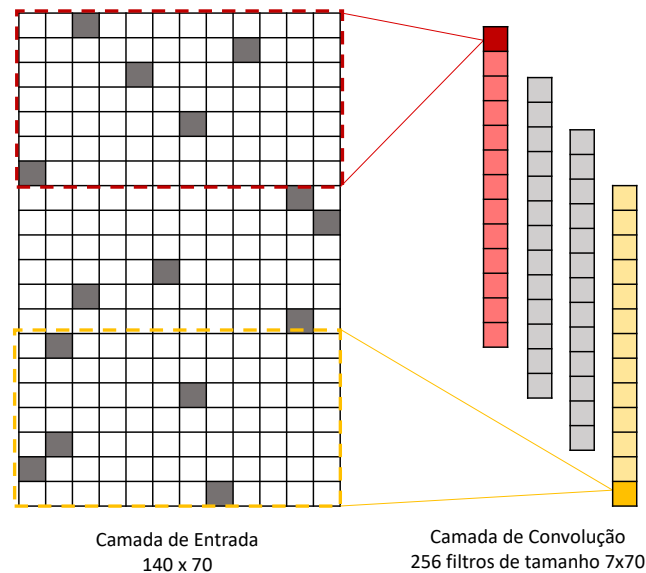 Camada de Entrada
140 x 70
Camada de Convolução
256 filtros de tamanho 7x70